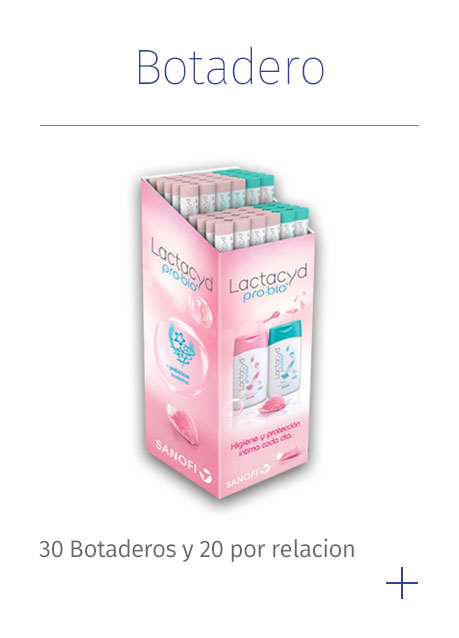 Botadero
Lactacyd
pro·bio
Lactacyd
pro·bio
Higiene y protección
íntima cada día.
SANOFI
SANOFI
30 Botaderos y 20 por relacion